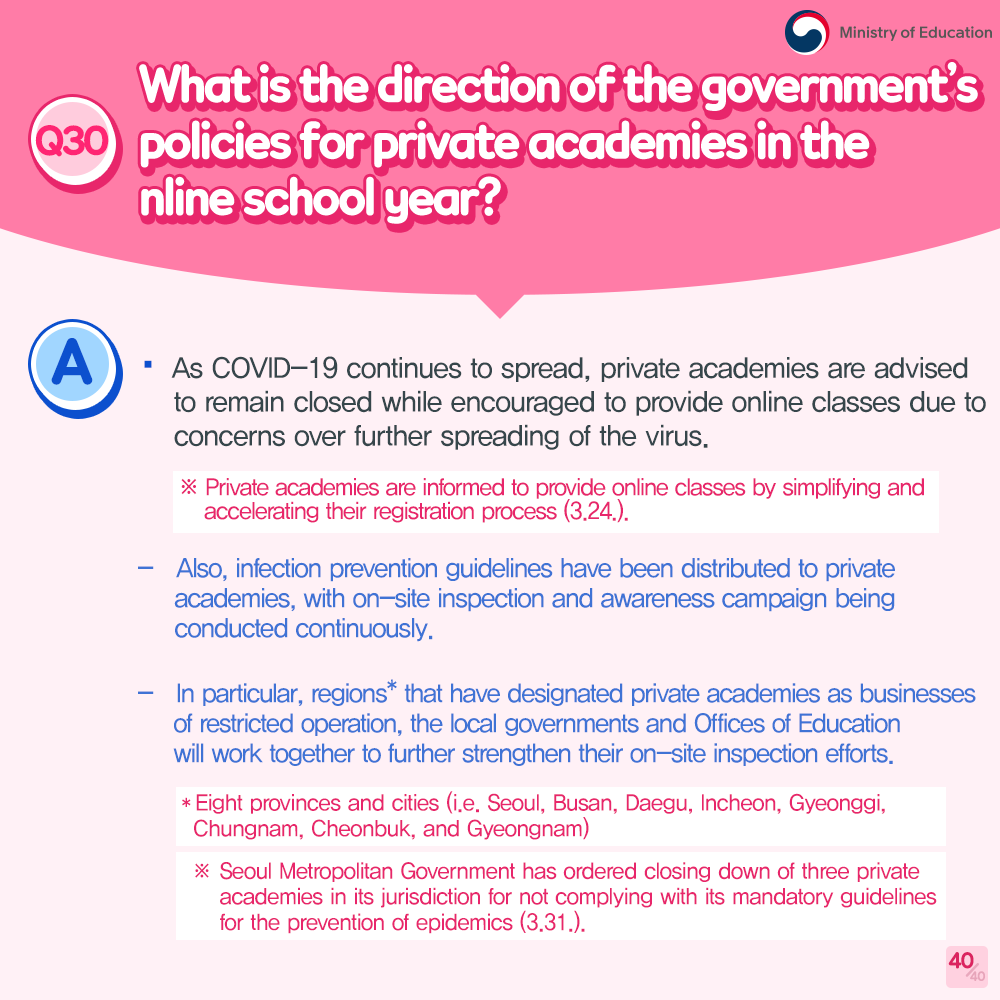 Ministry of Education
What is the direction of the government's
Q30
policies for private academies in the
nline school year?
A
▪ As COVID-19 continues to spread, private academies are advised
to remain closed while encouraged to provide online classes due to
concerns over further spreading of the virus.
※ Private academies are informed to provide online classes by simplifying and
accelerating their registration process (3.24.).
– Also, infection prevention guidelines have been distributed to private
academies, with on-site inspection and awareness campaign being
conducted continuously.
– In particular, regions* that have designated private academies as businesses
of restricted operation, the local governments and Offices of Education
will work together to further strengthen their on-site inspection efforts.
* Eight provinces and cities (i.e. Seoul, Busan, Daegu, Incheon, Gyeonggi,
Chungnam, Cheonbuk, and Gyeongnam)
※ Seoul Metropolitan Government has ordered closing down of three private
academies in its jurisdiction for not complying with its mandatory guidelines
for the prevention of epidemics (3.31.).
40/40